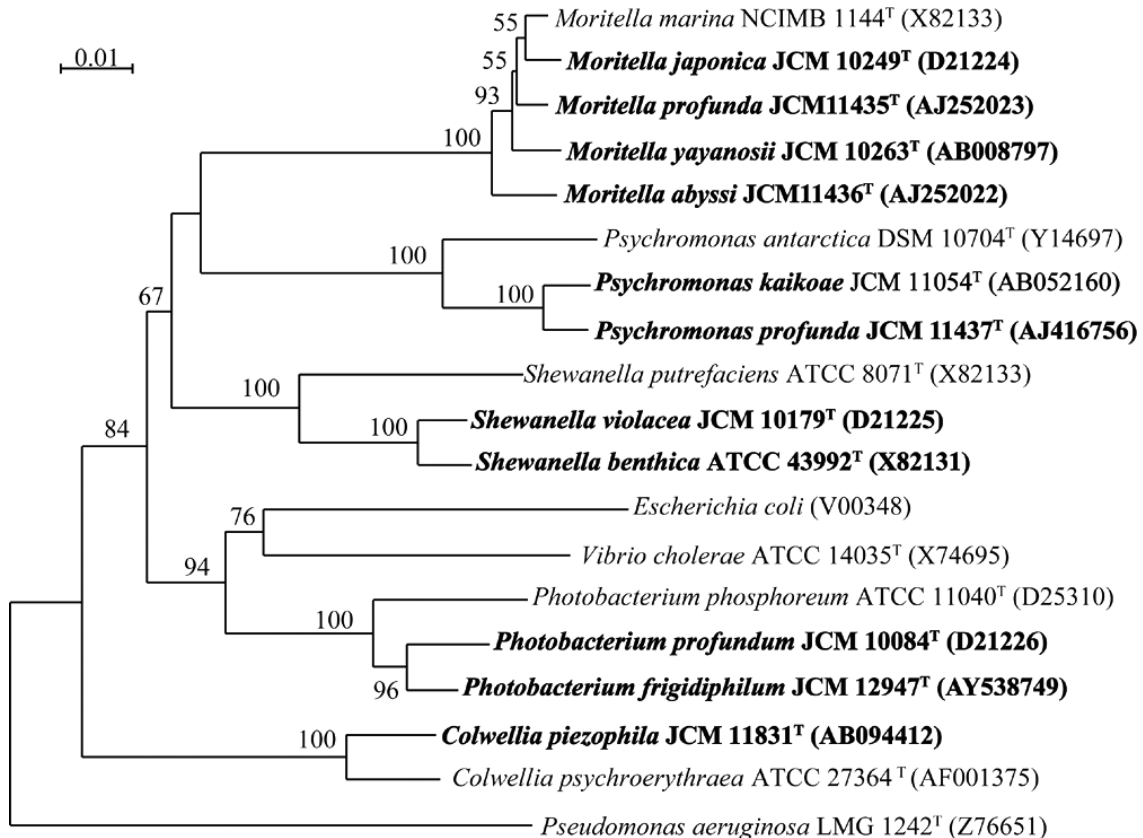 Moritella marina NCIMB 1144ᵀ (X82133)
55
0.01
Moritella japonica JCM 10249ᵀ (D21224)
55
Moritella profunda JCM11435ᵀ (AJ252023)
93
100
Moritella yayanosii JCM 10263ᵀ (AB008797)
Moritella abyssi JCM11436ᵀ (AJ252022)
Psychromonas antarctica DSM 10704ᵀ (Y14697)
100
Psychromonas kaikoae JCM 11054ᵀ (AB052160)
100
67
Psychromonas profunda JCM 11437ᵀ (AJ416756)
Shewanella putrefaciens ATCC 8071ᵀ (X82133)
100
Shewanella violacea JCM 10179ᵀ (D21225)
84
100
Shewanella benthica ATCC 43992ᵀ (X82131)
Escherichia coli (V00348)
76
Vibrio cholerae ATCC 14035ᵀ (X74695)
94
Photobacterium phosphoreum ATCC 11040ᵀ (D25310)
100
Photobacterium profundum JCM 10084ᵀ (D21226)
96
Photobacterium frigidiphilum JCM 12947ᵀ (AY538749)
Colwellia piezophila JCM 11831ᵀ (AB094412)
100
Colwellia psychroerythraea ATCC 27364 ᵀ (AF001375)
Pseudomonas aeruginosa LMG 1242ᵀ (Z76651)